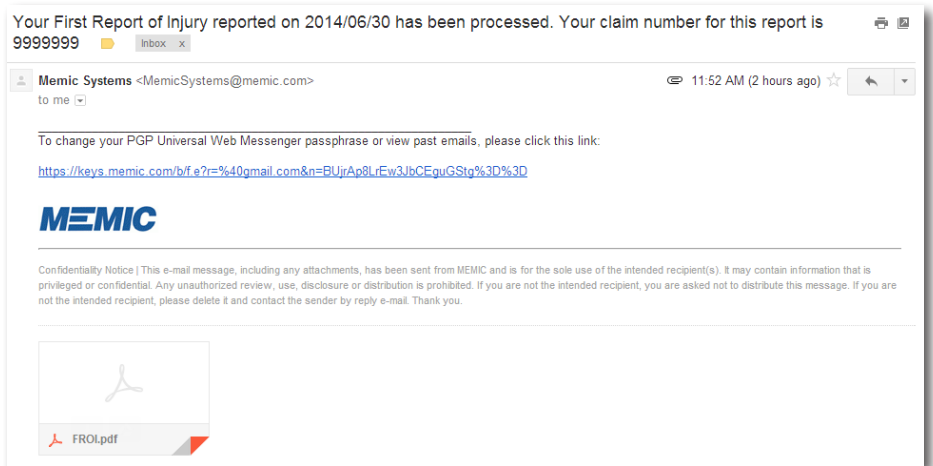 Your First Report of Injury reported on 2014/06/30 has been processed. Your claim number for this report is
9999999 Inbox x
Memic Systems <MemicSystems@memic.com> 11:52 AM (2 hours ago)
to me
To change your PGP Universal Web Messenger passphrase or view past emails, please click this link:
https://keys.memic.com/b/f.e?r=%40gmail.com&n=BUjrAp8LrEw3JbCEguGStg%3D%3D
MEMIC
Confidentiality Notice | This e-mail message, including any attachments, has been sent from MEMIC and is for the sole use of the intended recipient(s). It may contain information that is
privileged or confidential. Any unauthorized review, use, disclosure or distribution is prohibited. If you are not the intended recipient, you are asked not to distribute this message. If you are
not the intended recipient, please delete it and contact the sender by reply e-mail. Thank you.
FROI.pdf